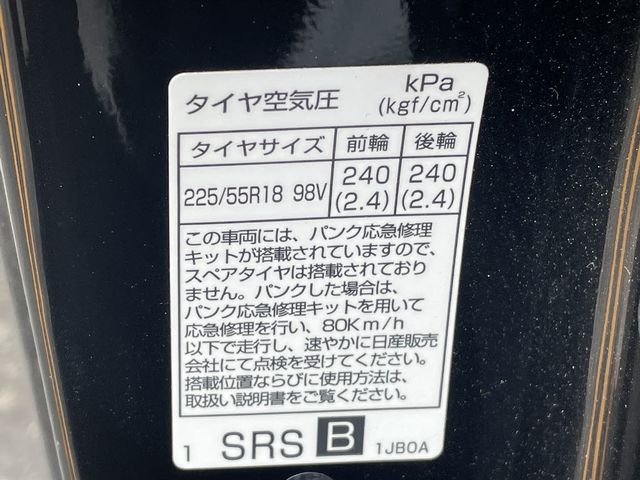 タイヤ空気圧 kPa (kgf/cm²)
タイヤサイズ 前輪 後輪
225/55R18 98V 240 (2.4) 240 (2.4)
この車両には、パンク応急修理
キットが搭載されていますので、
スペアタイヤは搭載されており
ません。パンクした場合は、
パンク応急修理キットを用いて
応急修理を行い、80Km/h
以下で走行し、速やかに日産販売
会社にて点検を受けてください。
搭載位置ならびに使用方法は、
取扱い説明書をご覧ください。
1 SRS B 1JB0A